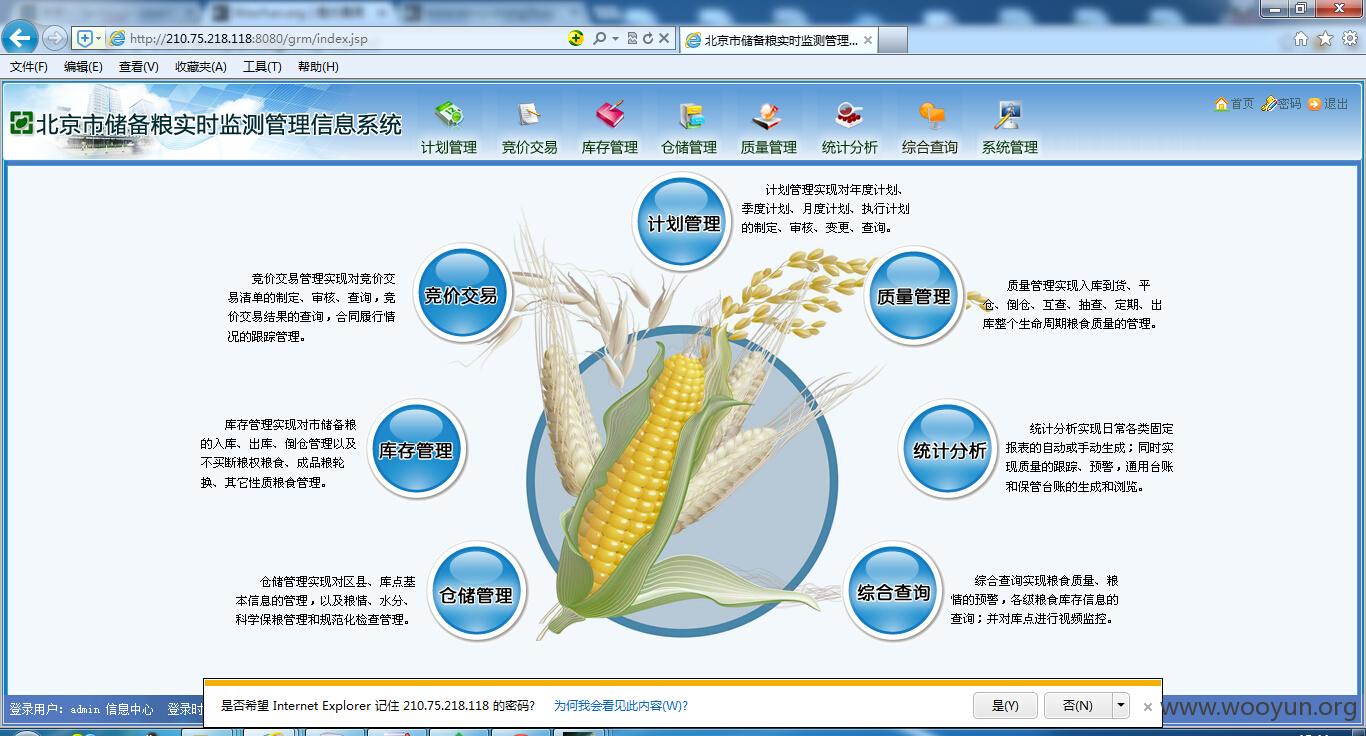 http://210.75.218.118:8080/grm/index.jsp
北京市储备粮实时监测管理...
文件(F) 编辑(E) 查看(V) 收藏夹(A) 工具(T) 帮助(H)
北京市储备粮实时监测管理信息系统
首页 密码 退出
计划管理 竞价交易 库存管理 仓储管理 质量管理 统计分析 综合查询 系统管理
计划管理
计划管理实现对年度计划、
季度计划、月度计划、执行计划
的制定、审核、变更、查询。
竞价交易管理实现对竞价交
易清单的制定、审核、查询，竞
价交易结果的查询，合同履行情
况的跟踪管理。
竞价交易
质量管理
质量管理实现入库到货、平
仓、倒仓、互查、抽查、定期、出
库整个生命周期粮食质量的管理。
库存管理实现对市储备粮
的入库、出库、倒仓管理以及
不买断粮权粮食、成品粮轮
换、其它性质粮食管理。
库存管理
统计分析
统计分析实现日常各类固定
报表的自动或手动生成；同时实
现质量的跟踪、预警，通用台账
和保管台账的生成和浏览。
仓储管理实现对区县、库点基
本信息的管理，以及粮情、水分、
科学保粮管理和规范化检查管理。
仓储管理
综合查询
综合查询实现粮食质量、粮
情的预警，各级粮食库存信息的
查询；并对库点进行视频监控。
登录用户: admin 信息中心 登录时
是否希望 Internet Explorer 记住 210.75.218.118 的密码? 为何我会看见此内容(W)?
是(Y) 否(N)
www.wooyun.org